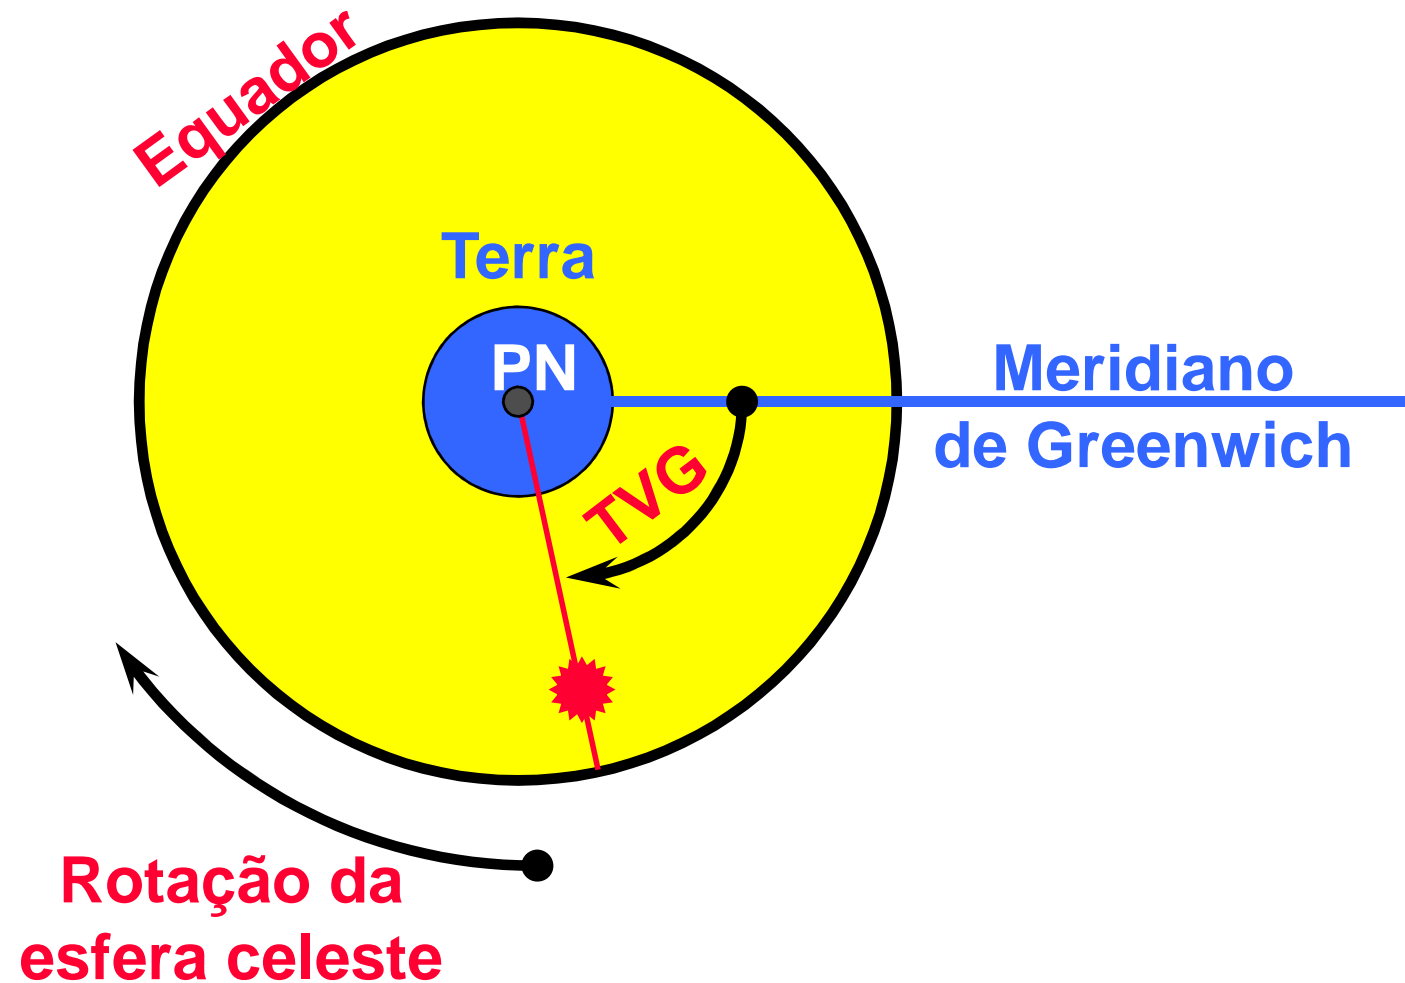 Equador
Terra
PN
Meridiano
de Greenwich
TVG
Rotação da
esfera celeste